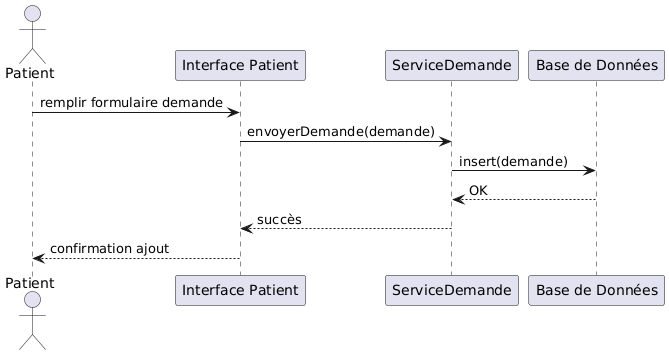 Patient
Interface Patient
ServiceDemande
Base de Données
remplir formulaire demande
envoyerDemande(demande)
insert(demande)
OK
succès
confirmation ajout
Patient
Interface Patient
ServiceDemande
Base de Données